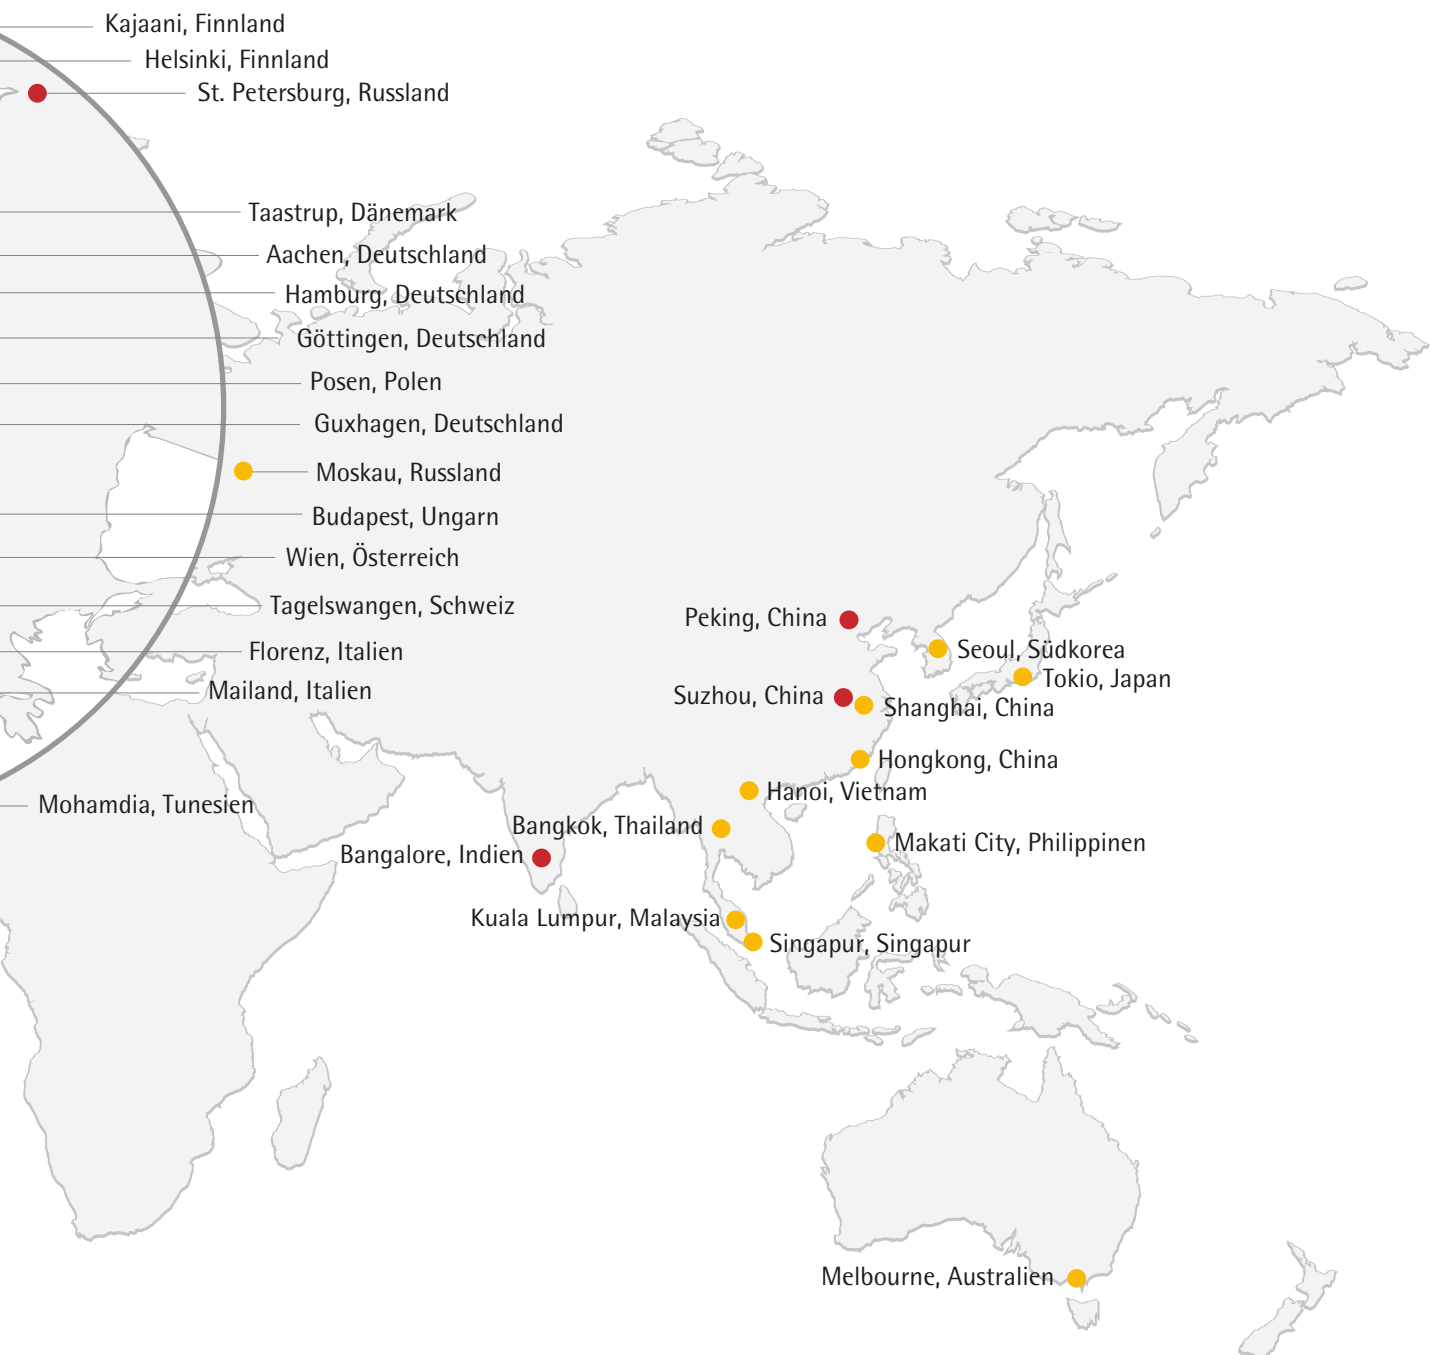 Kajaani, Finnland
Helsinki, Finnland
St. Petersburg, Russland
Taastrup, Dänemark
Aachen, Deutschland
Hamburg, Deutschland
Göttingen, Deutschland
Posen, Polen
Guxhagen, Deutschland
Moskau, Russland
Budapest, Ungarn
Wien, Österreich
Tagelswangen, Schweiz
Peking, China
Seoul, Südkorea
Florenz, Italien
Tokio, Japan
Mailand, Italien
Suzhou, China
Shanghai, China
Hongkong, China
Hanoi, Vietnam
Mohamdia, Tunesien
Bangkok, Thailand
Makati City, Philippinen
Bangalore, Indien
Kuala Lumpur, Malaysia
Singapur, Singapur
Melbourne, Australien